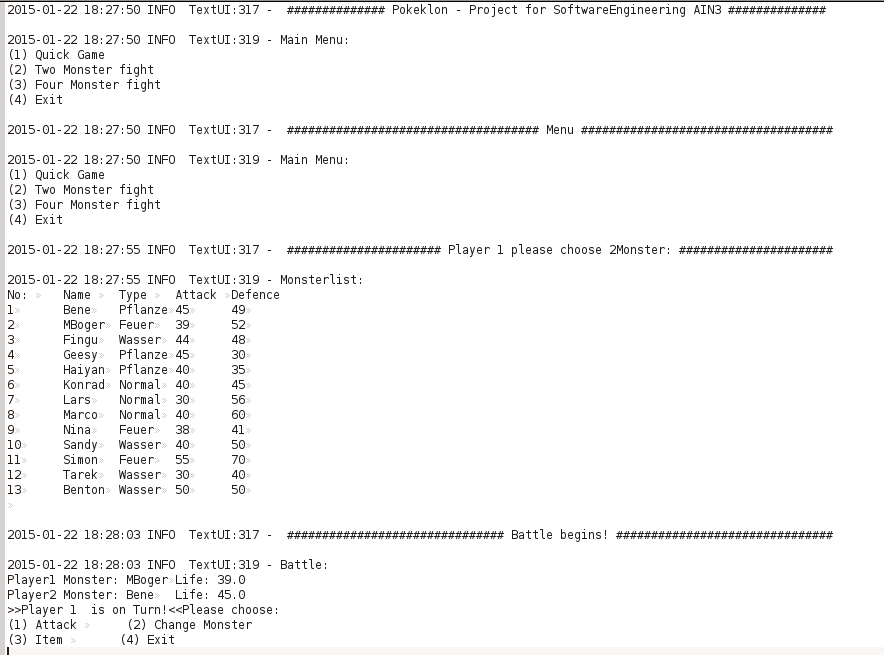 2015-01-22 18:27:50 INFO  TextUI:317 -  ############## Pokeklon - Project for SoftwareEngineering AIN3 ##############
2015-01-22 18:27:50 INFO  TextUI:319 - Main Menu:
(1) Quick Game
(2) Two Monster fight
(3) Four Monster fight
(4) Exit
2015-01-22 18:27:50 INFO  TextUI:317 -  #################################### Menu ####################################
2015-01-22 18:27:50 INFO  TextUI:319 - Main Menu:
(1) Quick Game
(2) Two Monster fight
(3) Four Monster fight
(4) Exit
2015-01-22 18:27:55 INFO  TextUI:317 -  ###################### Player 1 please choose 2Monster: ######################
2015-01-22 18:27:55 INFO  TextUI:319 - Monsterlist:
No: »	Name »	Type »	Attack »Defence
1»	Bene»	Pflanze»45»	49»
2»	MBoger»	Feuer»	39»	52»
3»	Fingu»	Wasser»	44»	48»
4»	Geesy»	Pflanze»45»	30»
5»	Haiyan»	Pflanze»40»	35»
6»	Konrad»	Normal»	40»	45»
7»	Lars»	Normal»	30»	56»
8»	Marco»	Normal»	40»	60»
9»	Nina»	Feuer»	38»	41»
10»	Sandy»	Wasser»	40»	50»
11»	Simon»	Feuer»	55»	70»
12»	Tarek»	Wasser»	30»	40»
13»	Benton»	Wasser»	50»	50»
»
2015-01-22 18:28:03 INFO  TextUI:317 -  ############################### Battle begins! ###############################
2015-01-22 18:28:03 INFO  TextUI:319 - Battle:
Player1 Monster: MBoger»Life: 39.0
Player2 Monster: Bene»	Life: 45.0
>>Player 1  is on Turn!<<Please choose:
(1) Attack »	(2) Change Monster
(3) Item »	(4) Exit